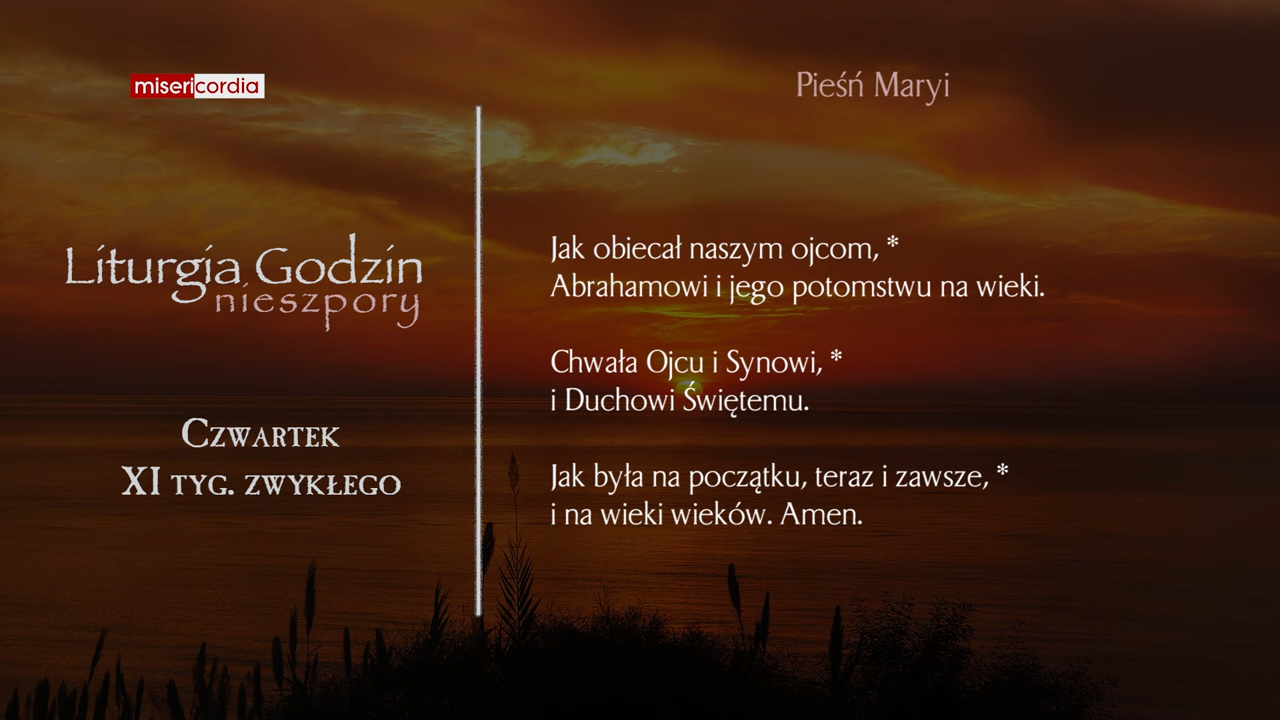 misericordia
Liturgia Godzin
nieszpory
Czwartek
XI tyg. zwykłego
Pieśń Maryi
Jak obiecał naszym ojcom, *
Abrahamowi i jego potomstwu na wieki.
Chwała Ojcu i Synowi, *
i Duchowi Świętemu.
Jak była na początku, teraz i zawsze, *
i na wieki wieków. Amen.